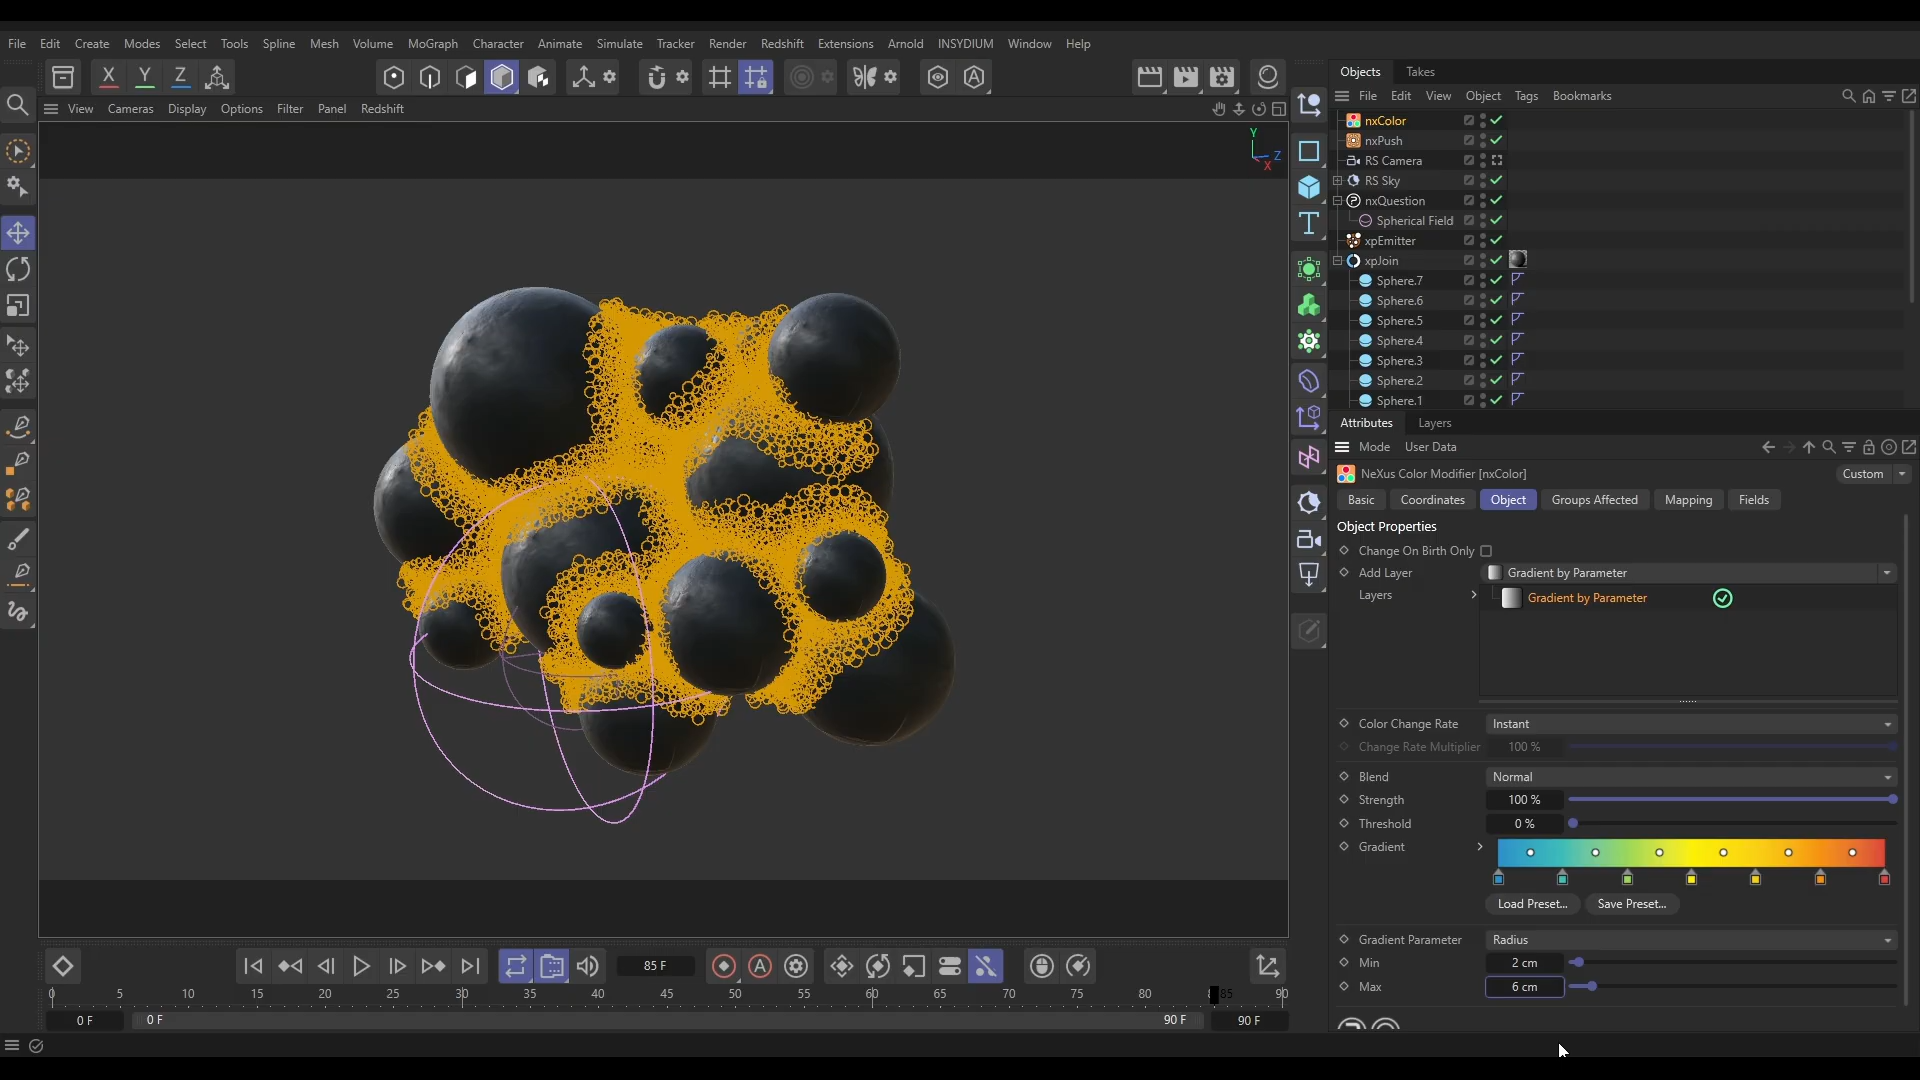 File Edit Create Modes Select Tools Spline Mesh Volume MoGraph Character Animate Simulate Tracker Render Redshift Extensions Arnold INSYDIUM Window Help
X Y Z
View Cameras Display Options Filter Panel Redshift
Y
Z
X
0 5 10 15 20 25 30 35 40 45 50 55 60 65 70 75 80 85 90
85 F
0 F 0 F 90 F 90 F
Objects Takes
File Edit View Object Tags Bookmarks
nxColor
nxPush
RS Camera
RS Sky
nxQuestion
Spherical Field
xpEmitter
xpJoin
Sphere.7
Sphere.6
Sphere.5
Sphere.4
Sphere.3
Sphere.2
Sphere.1
Attributes Layers
Mode User Data
NeXus Color Modifier [nxColor] Custom
Basic Coordinates Object Groups Affected Mapping Fields
Object Properties
Change On Birth Only
Add Layer Gradient by Parameter
Layers Gradient by Parameter
Color Change Rate Instant
Change Rate Multiplier 100 %
Blend Normal
Strength 100 %
Threshold 0 %
Gradient
Load Preset... Save Preset...
Gradient Parameter Radius
Min 2 cm
Max 6 cm